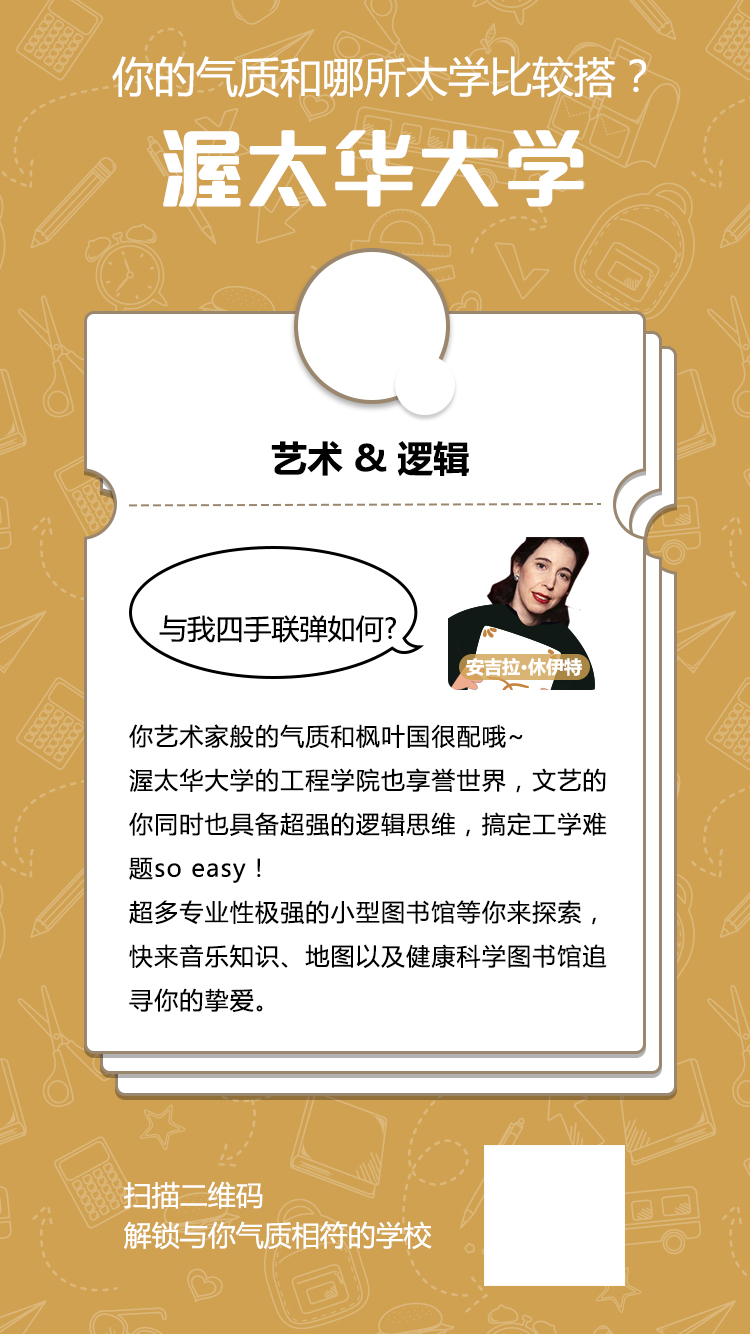 你的气质和哪所大学比较搭？
渥太华大学
艺术 & 逻辑
与我四手联弹如何?
安吉拉·休伊特
你艺术家般的气质和枫叶国很配哦~
渥太华大学的工程学院也享誉世界，文艺的
你同时也具备超强的逻辑思维，搞定工学难
题so easy！
超多专业性极强的小型图书馆等你来探索，
快来音乐知识、地图以及健康科学图书馆追
寻你的挚爱。
扫描二维码
解锁与你气质相符的学校